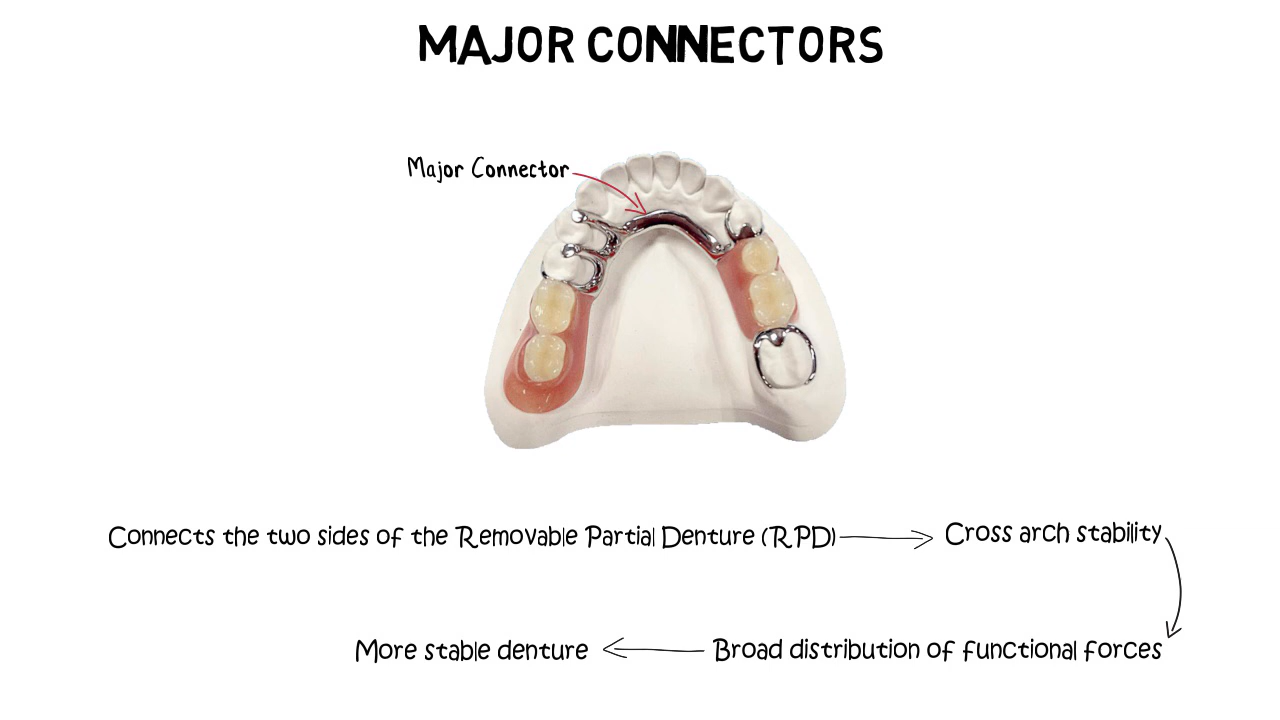 MAJOR CONNECTORS
Major Connector
Connects the two sides of the Removable Partial Denture (RPD)
Cross arch stability
Broad distribution of functional forces
More stable denture